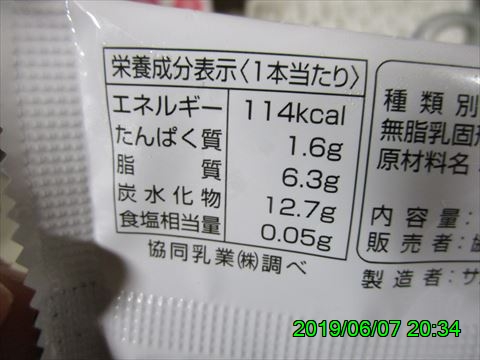 栄養成分表示〈1本当たり〉
エネルギー 114kcal
たんぱく質 1.6g
脂質 6.3g
炭水化物 12.7g
食塩相当量 0.05g
協同乳業㈱調べ
種類別
無脂乳固形
原材料名
内容量：
販売者：
製造者：サ
2019/06/07 20:34